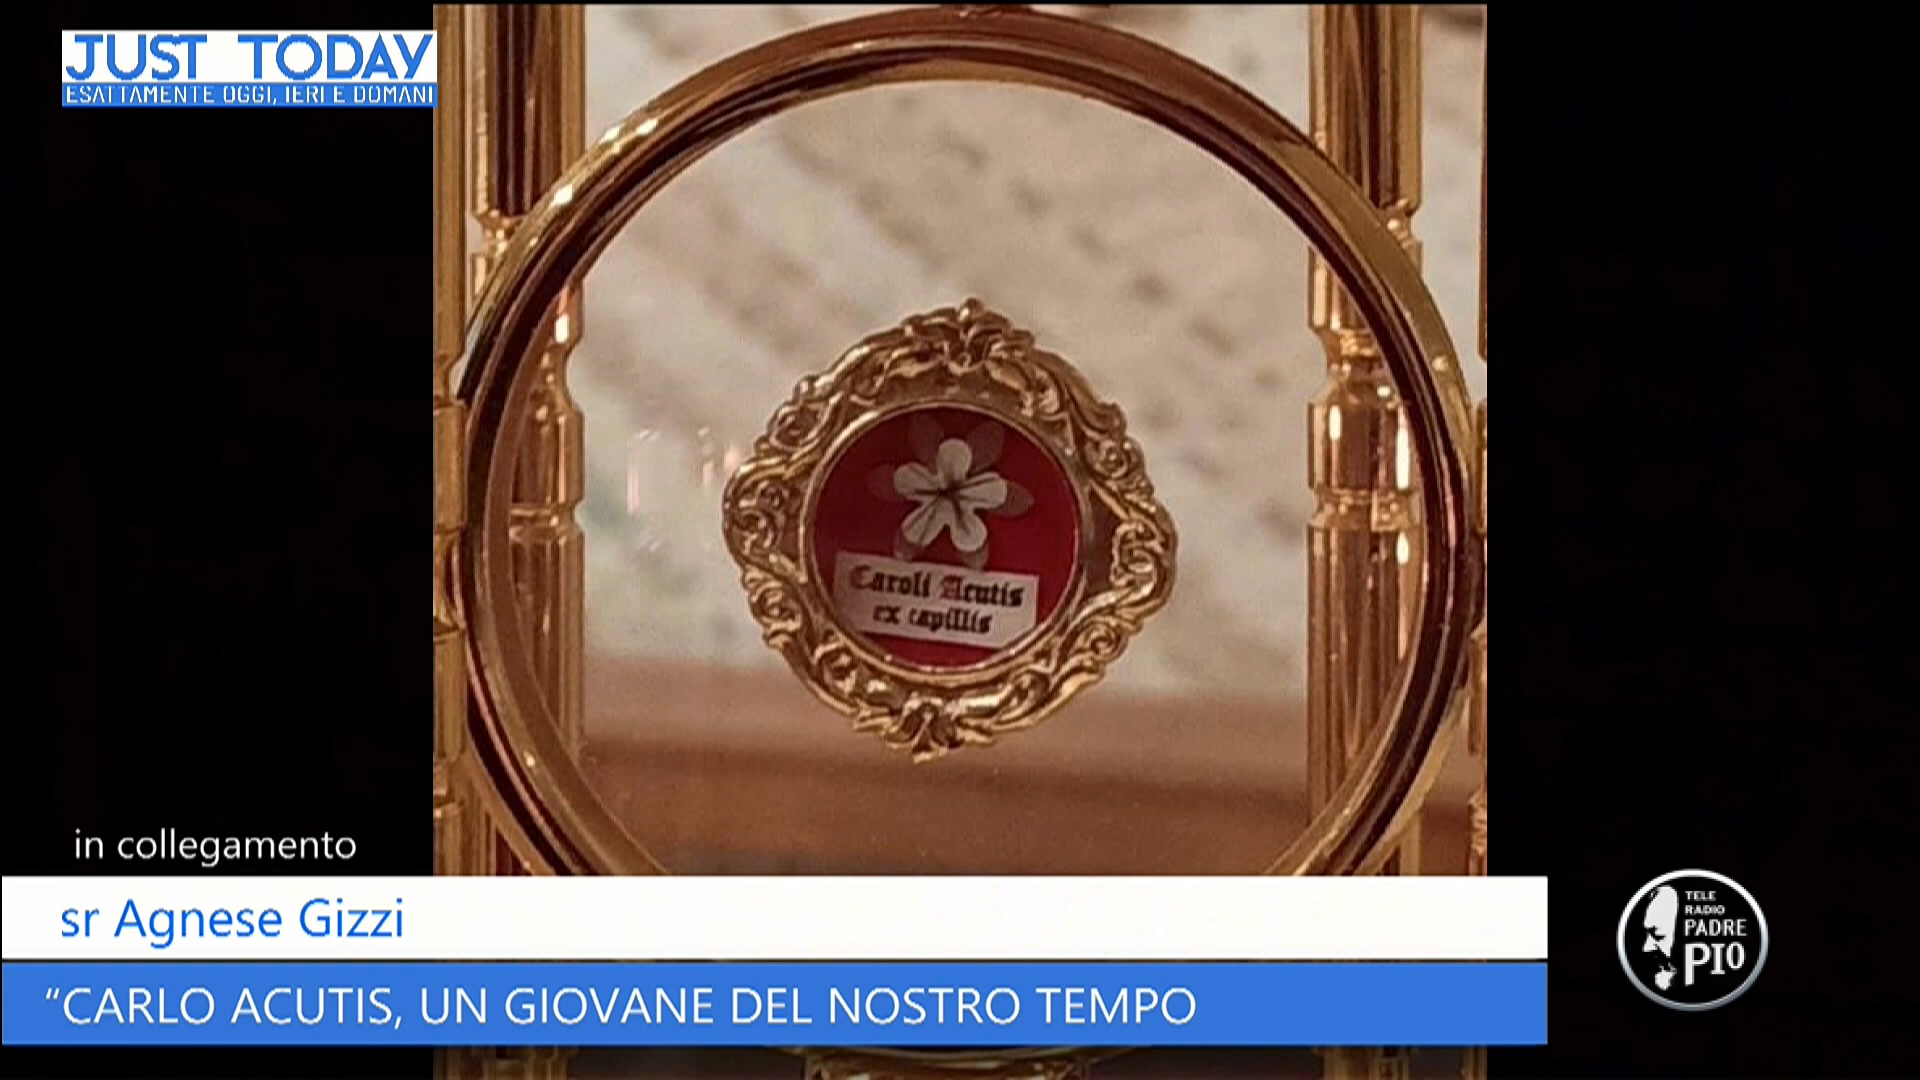 JUST TODAY
ESATTAMENTE OGGI, IERI E DOMANI
Caroli Acutis
ex capillis
in collegamento
sr Agnese Gizzi
“CARLO ACUTIS, UN GIOVANE DEL NOSTRO TEMPO
TELE
RADIO
PADRE
PIO